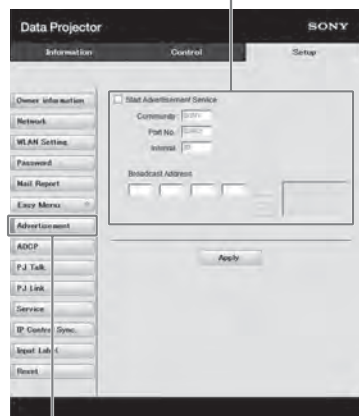 Data Projector
SONY
Information
Control
Setup
Owner information
Network
WLAN Setting
Password
Mail Report
Easy Menu
Advertisement
ADCP
PJ Talk
PJ Link
Service
IP Control Sync.
Input Label
Reset
Start Advertisement Service
Community:
Port No.:
Interval:
Broadcast Address
Apply